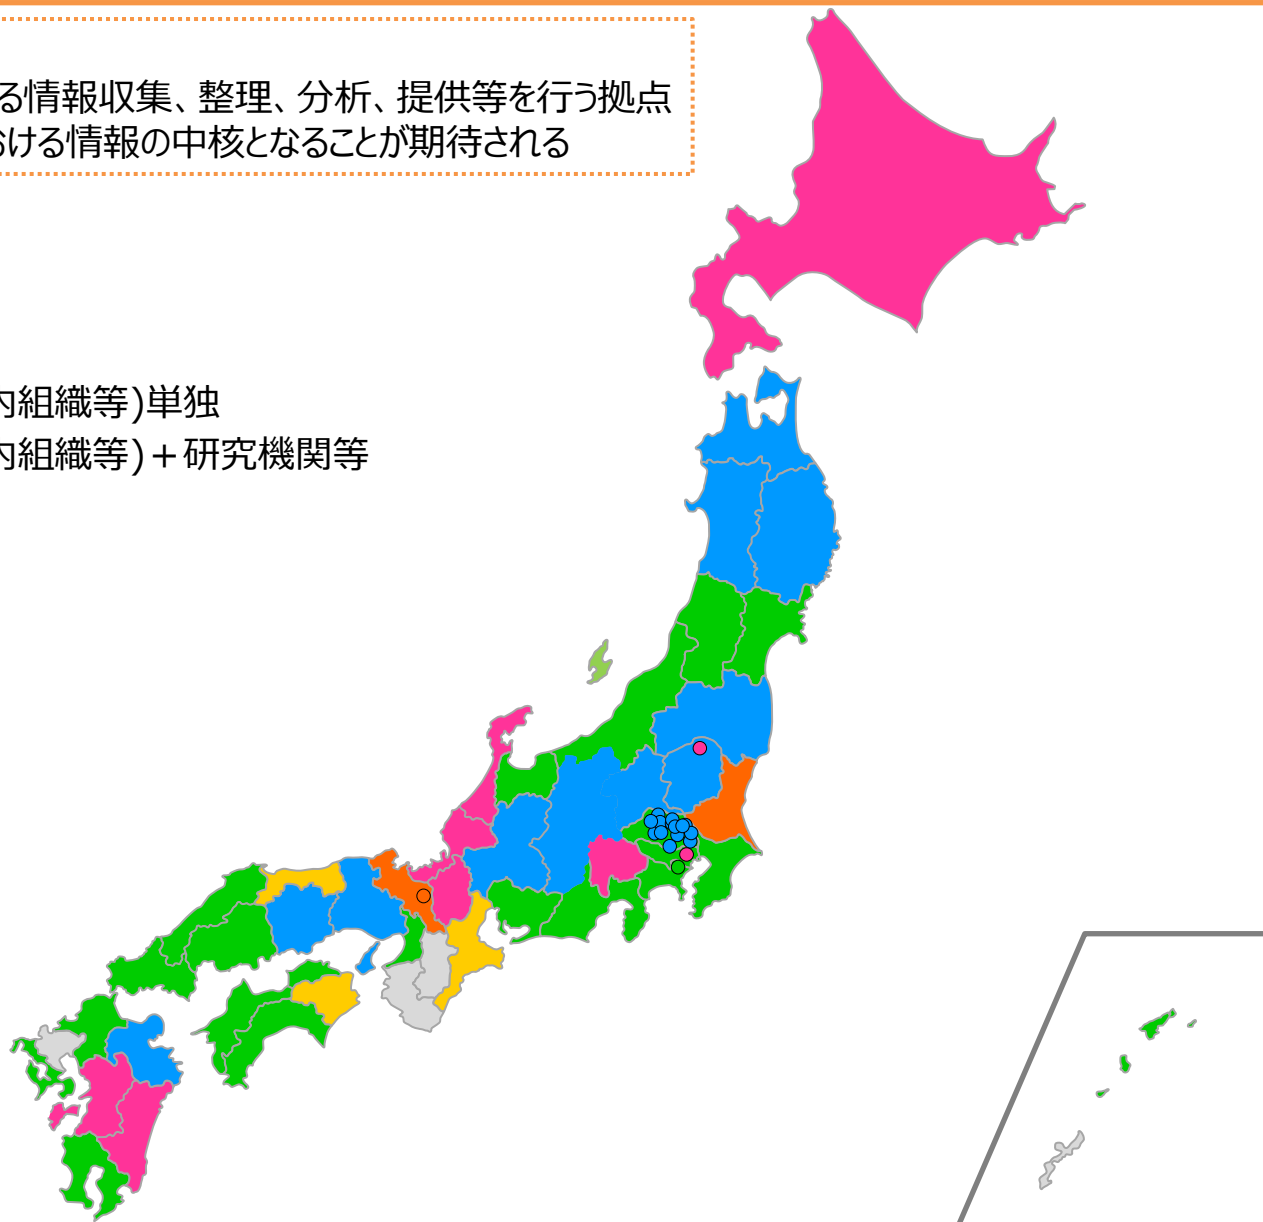 る情報収集、整理、分析、提供等を行う拠点
おける情報の中核となることが期待される
内組織等)単独
内組織等)+研究機関等